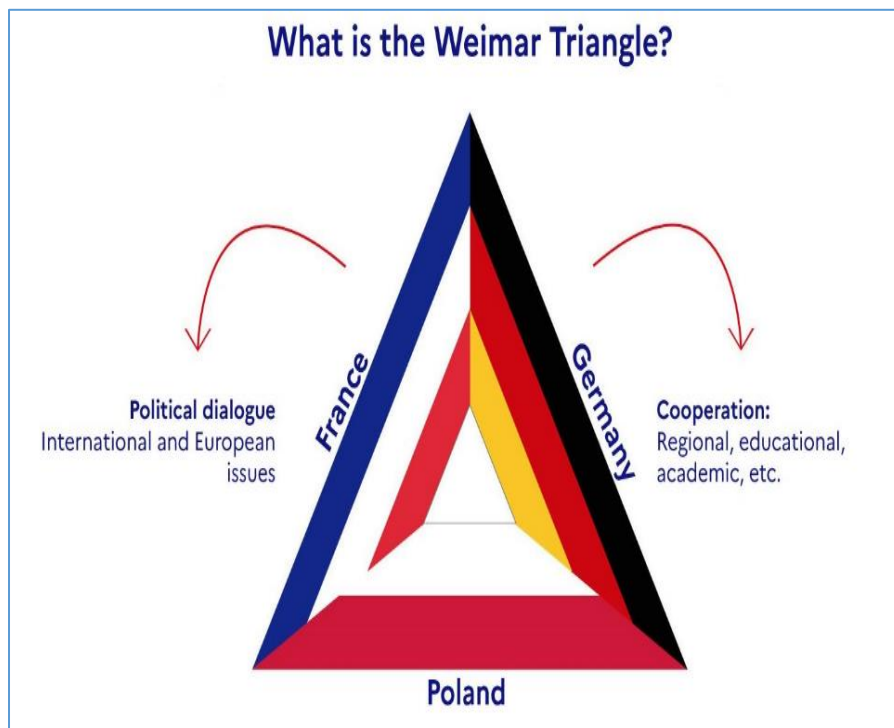 What is the Weimar Triangle?
France
Germany
Political dialogue
International and European
issues
Cooperation:
Regional, educational,
academic, etc.
Poland